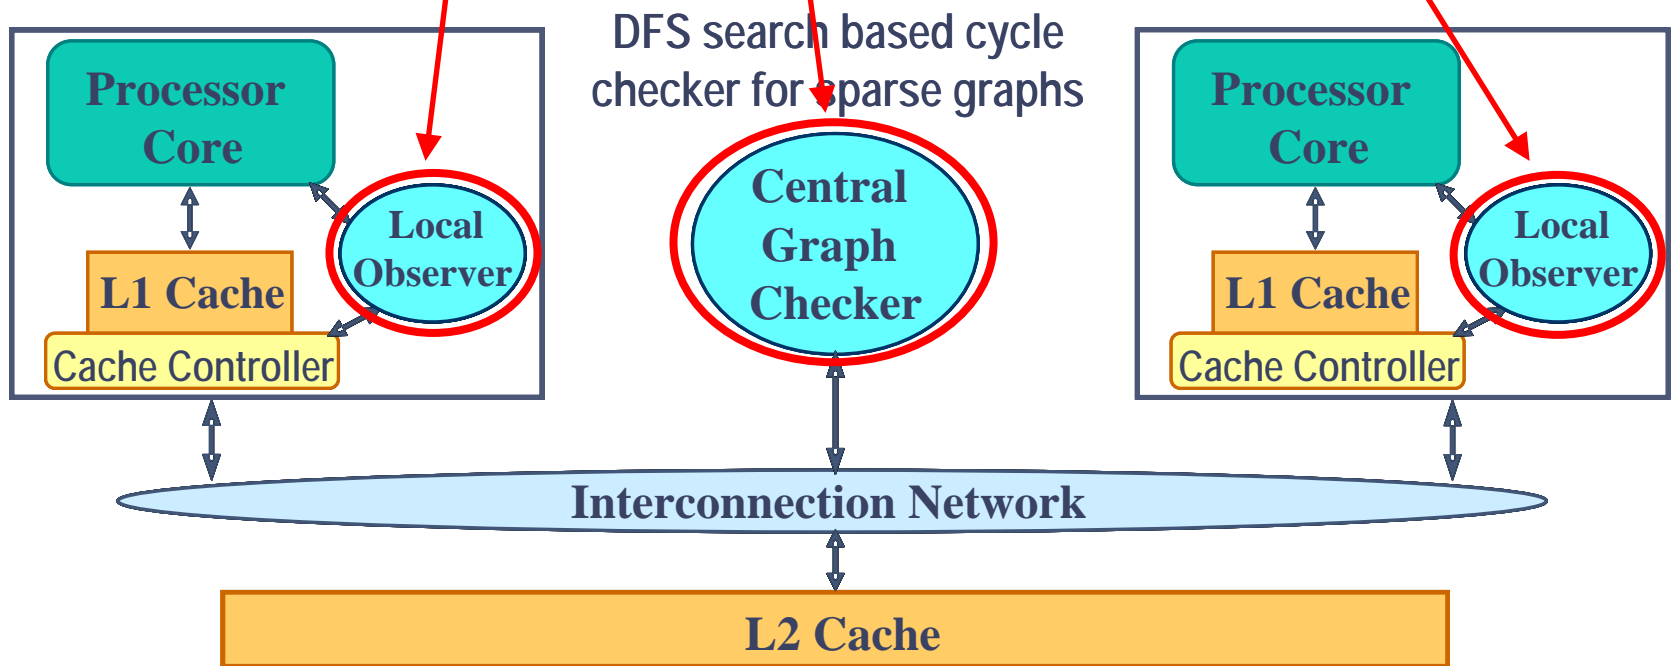 DFS search based cycle
checker for sparse graphs
Processor
Core
Local
Observer
L1 Cache
Cache Controller
Central
Graph
Checker
Processor
Core
Local
Observer
L1 Cache
Cache Controller
Interconnection Network
L2 Cache